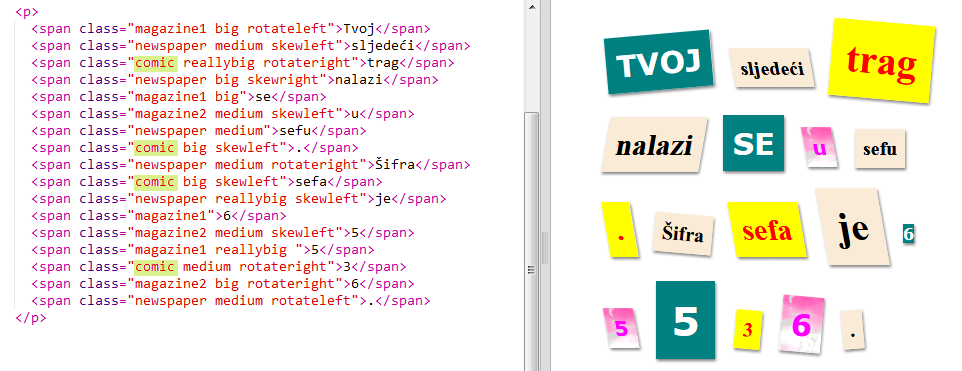 <p>
<span class="magazine1 big rotateleft">Tvoj</span>
<span class="newspaper medium skewleft">sljedeći</span>
<span class="comic reallybig rotateright">trag</span>
<span class="newspaper big skewright">nalazi</span>
<span class="magazine1 big">se</span>
<span class="magazine2 medium skewleft">u</span>
<span class="newspaper medium">sefu</span>
<span class="comic big skewleft">.</span>
<span class="newspaper medium rotateright">Šifra</span>
<span class="comic big skewleft">sefa</span>
<span class="newspaper reallybig skewleft">je</span>
<span class="magazine1">6</span>
<span class="magazine2 medium skewleft">5</span>
<span class="magazine1 reallybig ">5</span>
<span class="comic medium rotateright">3</span>
<span class="magazine2 big rotateright">6</span>
<span class="newspaper medium rotateleft">.</span>
</p>
TVOJ sljedeći trag
nalazi SE u sefu
. Šifra sefa je 6
5 5 3 6 .